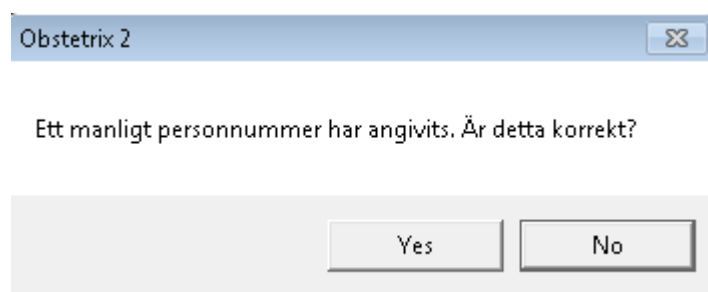 Obstetrix 2
Ett manligt personnummer har angivits. Är detta korrekt?
Yes
No